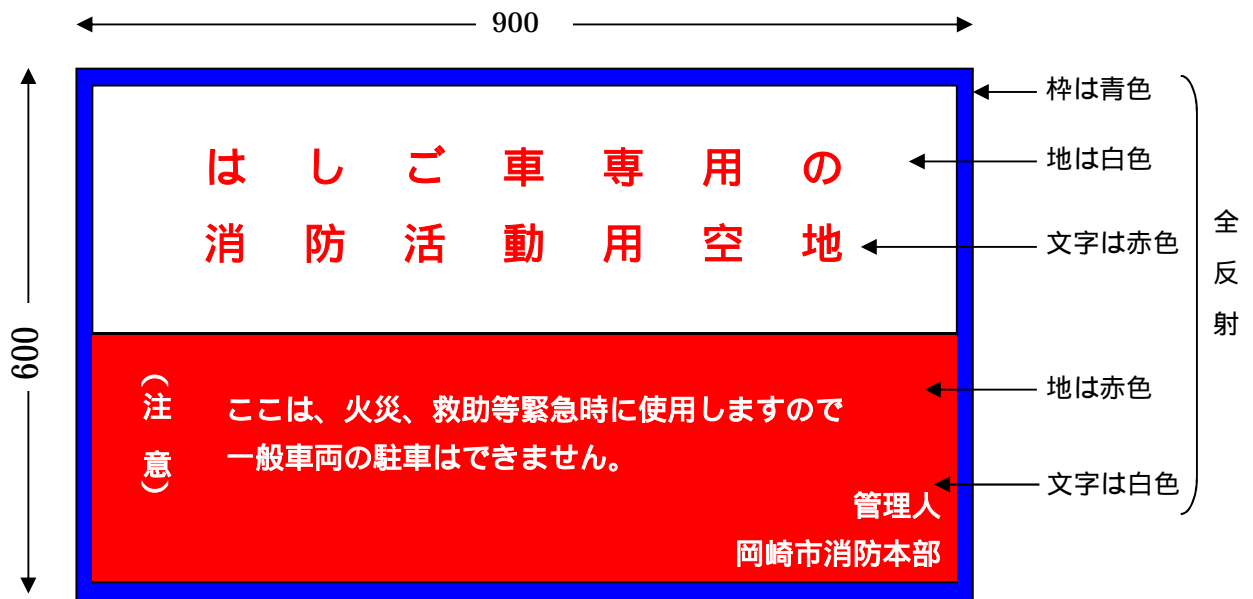 900
600
はしご車専用の
消防活動用空地
(注意)
ここは、火災、救助等緊急時に使用しますので
一般車両の駐車はできません。
管理人
岡崎市消防本部
枠は青色
地は白色
文字は赤色
地は赤色
文字は白色
全反射